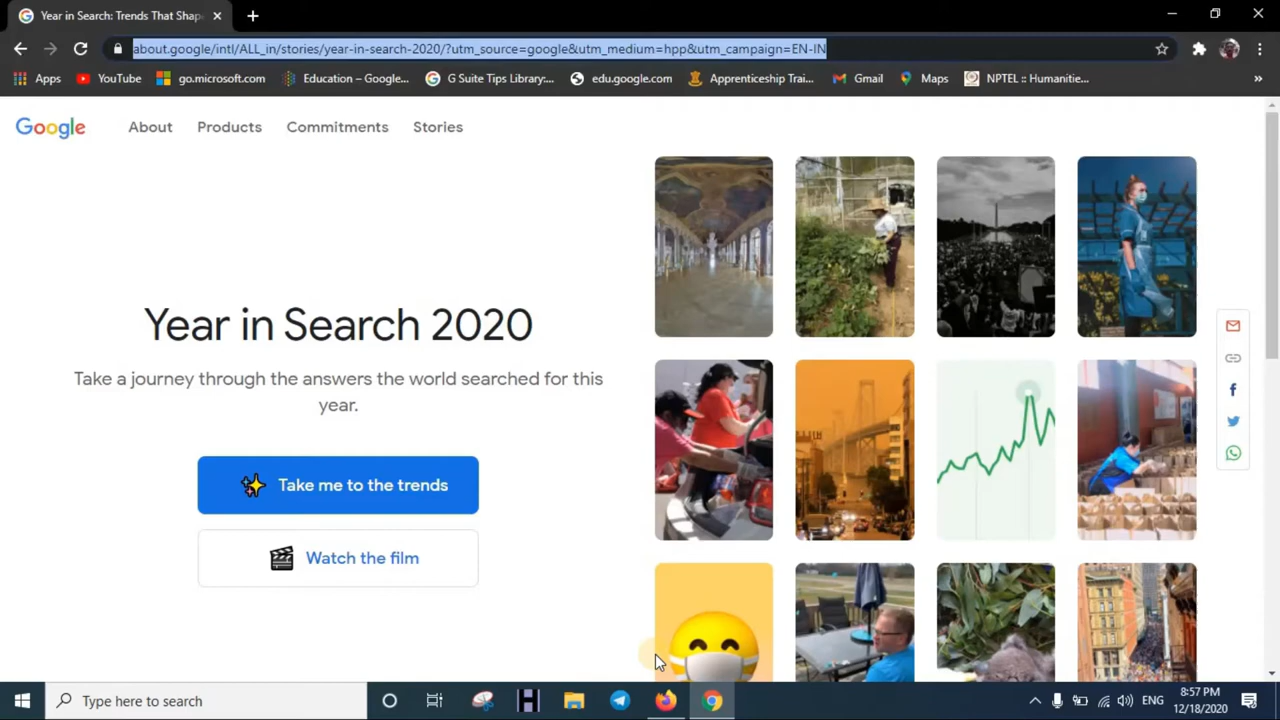 Year in Search: Trends That Shape
about.google/intl/ALL_in/stories/year-in-search-2020/?utm_source=google&utm_medium=hpp&utm_campaign=EN-IN
Apps YouTube go.microsoft.com Education – Google... G Suite Tips Library:... edu.google.com Apprenticeship Trai... Gmail Maps NPTEL :: Humanitie... »
Google About Products Commitments Stories
Year in Search 2020
Take a journey through the answers the world searched for this
year.
Take me to the trends
Watch the film
Type here to search
ENG
8:57 PM
12/18/2020